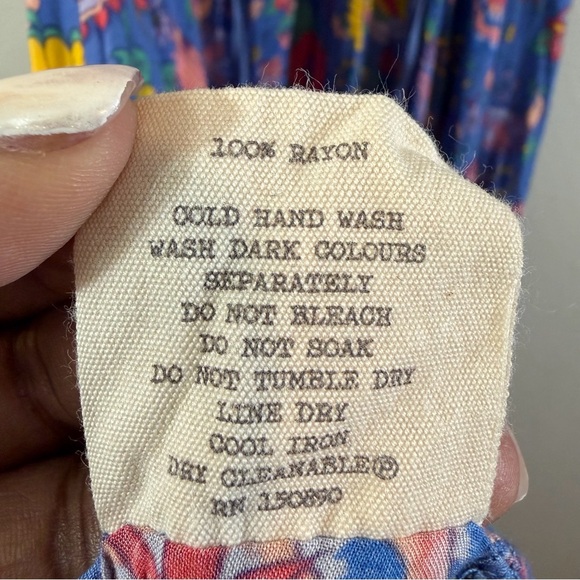 100% RAYON
COLD HAND WASH
WASH DARK COLOURS
SEPARATELY
DO NOT BLEACH
DO NOT SOAK
DO NOT TUMBLE DRY
LINE DRY
COOL IRON
DRY CLEANABLE Ⓟ
RN 150890